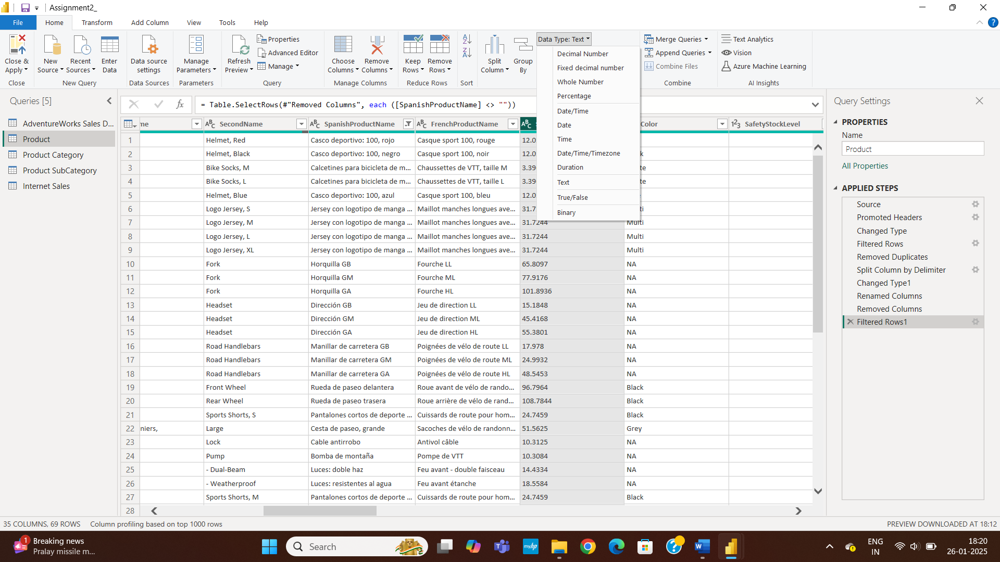 Assignment2_
File Home Transform Add Column View Tools Help
Close & Apply
New Source
Recent Sources
Enter Data
Data source settings
Manage Parameters
Refresh Preview
Properties
Advanced Editor
Manage
Choose Columns
Remove Columns
Keep Rows
Remove Rows
Split Column
Group By
Data Type: Text
Merge Queries
Append Queries
Combine Files
Text Analytics
Vision
Azure Machine Learning
Close New Query Data Sources Parameters Query Manage Columns Reduce Rows Sort Combine AI Insights
Decimal Number
Fixed decimal number
Whole Number
Percentage
Date/Time
Date
Time
Date/Time/Timezone
Duration
Text
True/False
Binary
Queries [5]
AdventureWorks Sales D...
Product
Product Category
Product SubCategory
Internet Sales
fx = Table.SelectRows(#"Removed Columns", each ([SpanishProductName] <> ""))
me SecondName SpanishProductName FrenchProductName Color SafetyStockLevel
1 Helmet, Red Casco deportivo: 100, rojo Casque sport 100, rouge 12.0
2 Helmet, Black Casco deportivo: 100, negro Casque sport 100, noir 12.0 k
3 Bike Socks, M Calcetines para bicicleta de m... Chaussettes de VTT, taille M 3.39 te
4 Bike Socks, L Calcetines para bicicleta de m... Chaussettes de VTT, taille L 3.39 te
5 Helmet, Blue Casco deportivo: 100, azul Casque sport 100, bleu 12.0
6 Logo Jersey, S Jersey con logotipo de manga ... Maillot manches longues ave... 31.7 ti
7 Logo Jersey, M Jersey con logotipo de manga ... Maillot manches longues ave... 31.7244 Multi
8 Logo Jersey, L Jersey con logotipo de manga ... Maillot manches longues ave... 31.7244 Multi
9 Logo Jersey, XL Jersey con logotipo de manga ... Maillot manches longues ave... 31.7244 Multi
10 Fork Horquilla GB Fourche LL 65.8097 NA
11 Fork Horquilla GM Fourche ML 77.9176 NA
12 Fork Horquilla GA Fourche HL 101.8936 NA
13 Headset Dirección GB Jeu de direction LL 15.1848 NA
14 Headset Dirección GM Jeu de direction ML 45.4168 NA
15 Headset Dirección GA Jeu de direction HL 55.3801 NA
16 Road Handlebars Manillar de carretera GB Poignées de vélo de route LL 17.978 NA
17 Road Handlebars Manillar de carretera GM Poignées de vélo de route ML 24.9932 NA
18 Road Handlebars Manillar de carretera GA Poignées de vélo de route HL 48.5453 NA
19 Front Wheel Rueda de paseo delantera Roue avant de vélo de rando... 96.7964 Black
20 Rear Wheel Rueda de paseo trasera Roue arrière de vélo de rand... 108.7844 Black
21 Sports Shorts, S Pantalones cortos de deporte ... Cuissards de route pour hom... 24.7459 Black
22 niers, Large Cesta de paseo, grande Sacoches de vélo de randonn... 51.5625 Grey
23 Lock Cable antirrobo Antivol câble 10.3125 NA
24 Pump Bomba de montaña Pompe de VTT 10.3084 NA
25 - Dual-Beam Luces: doble haz Feu avant - double faisceau 14.4334 NA
26 - Weatherproof Luces: resistentes al agua Feu avant étanche 18.5584 NA
27 Sports Shorts, M Pantalones cortos de deporte ... Cuissards de route pour hom... 24.7459 Black
28
Query Settings
PROPERTIES
Name
Product
All Properties
APPLIED STEPS
Source
Promoted Headers
Changed Type
Filtered Rows
Removed Duplicates
Split Column by Delimiter
Changed Type1
Renamed Columns
Removed Columns
Filtered Rows1
35 COLUMNS, 69 ROWS Column profiling based on top 1000 rows PREVIEW DOWNLOADED AT 18:12
1 Breaking news
Pralay missile m...
Search
myhp
ENG
IN
18:20
26-01-2025